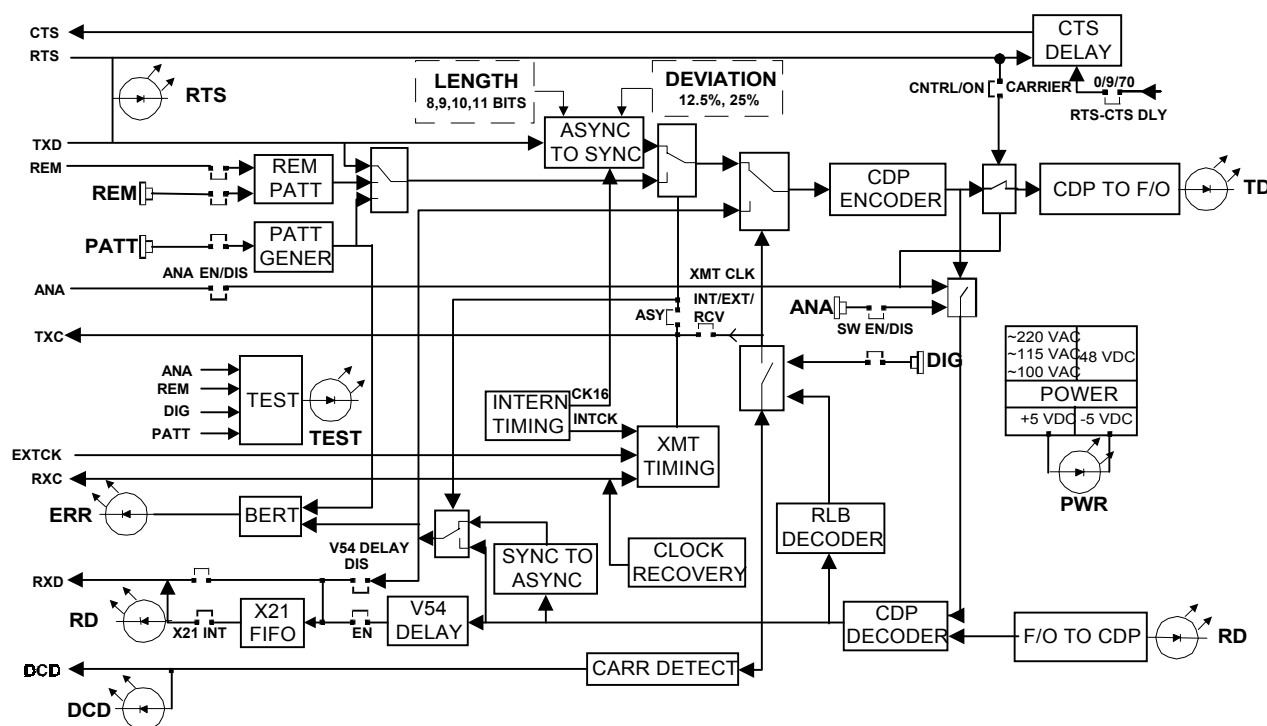 CTS
CTS
DELAY
RTS
RTS
LENGTH
8,9,10,11 BITS
DEVIATION
12.5%, 25%
CNTRL/ON
CARRIER
0/9/70
RTS-CTS DLY
TXD
ASYNC
TO SYNC
REM
REM
REM
PATT
CDP
ENCODER
CDP TO F/O
TD
PATT
PATT
GENER
ANA EN/DIS
ANA
XMT CLK
INT/EXT/
RCV
ASY
ANA
SW EN/DIS
TXC
DIG
~220 VAC
~115 VAC
~100 VAC
48 VDC
POWER
+5 VDC
-5 VDC
PWR
ANA
REM
DIG
PATT
TEST
TEST
INTERN
TIMING
CK16
INTCK
XMT
TIMING
EXTCK
RXC
ERR
BERT
RLB
DECODER
V54 DELAY
DIS
SYNC TO
ASYNC
CLOCK
RECOVERY
RXD
RD
X21 INT
X21
FIFO
EN
V54
DELAY
CDP
DECODER
F/O TO CDP
RD
DCD
CARR DETECT
DCD